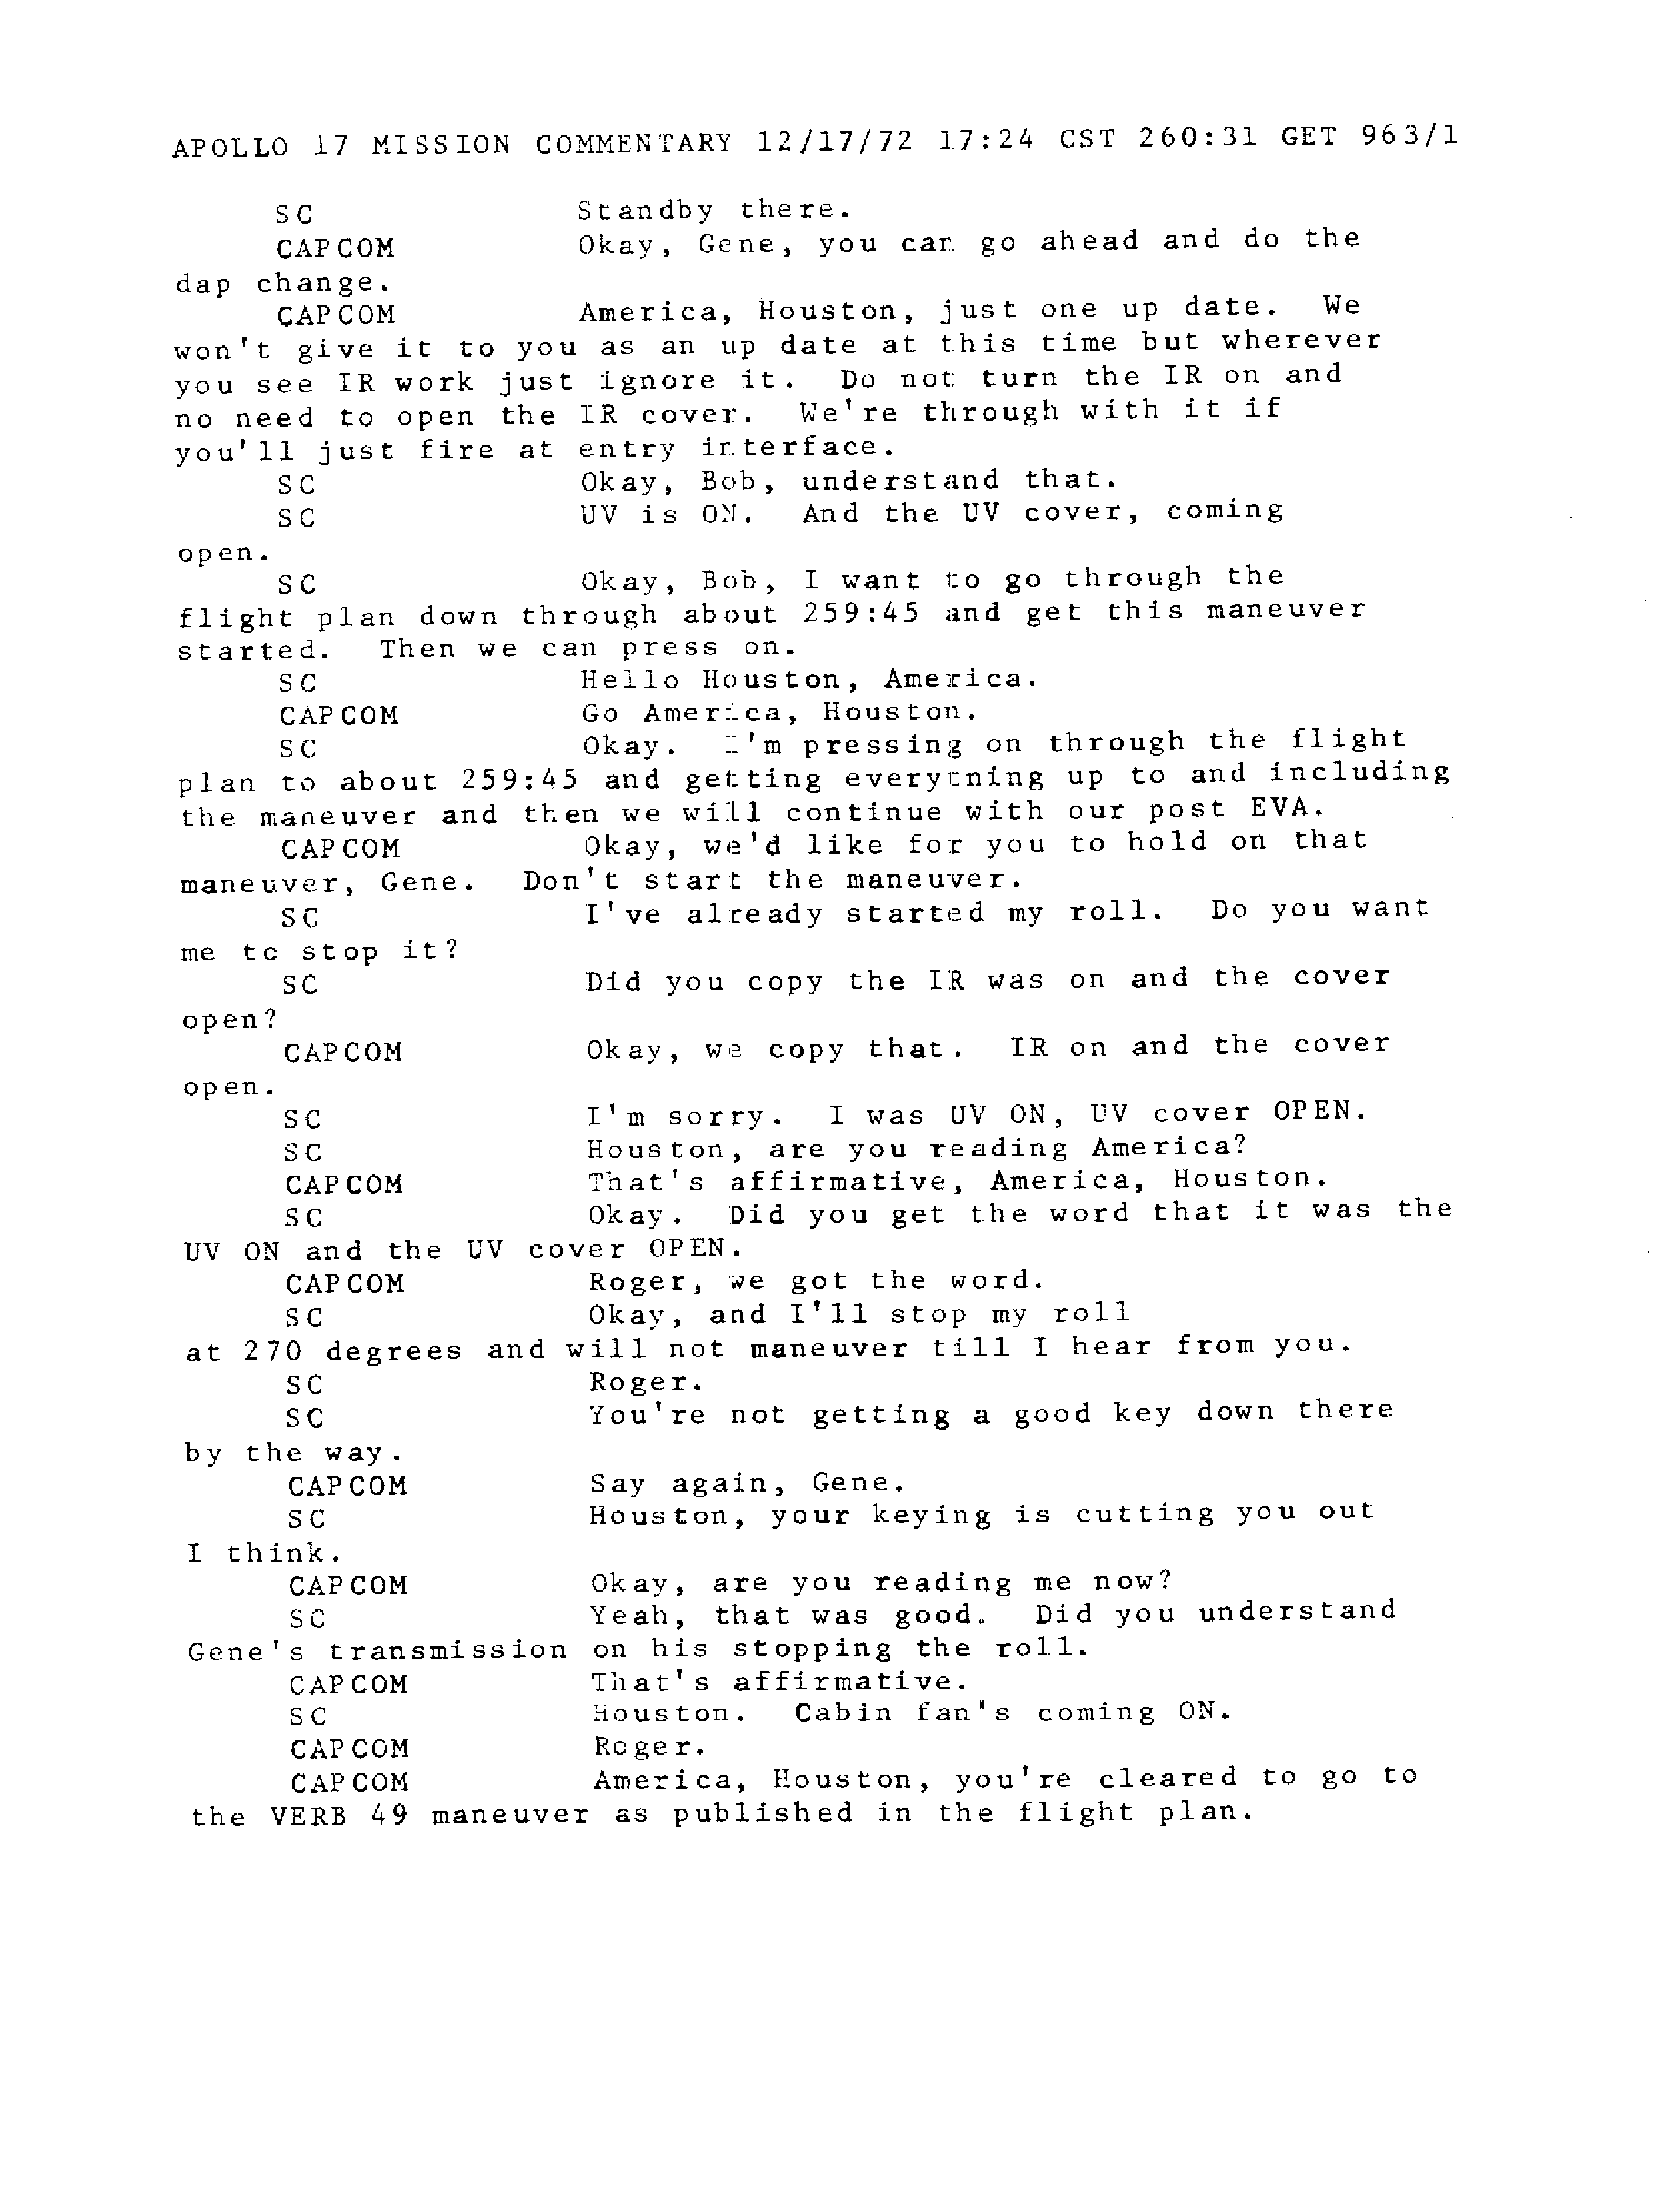 APOLLO 17 MISSION COMMENTARY 12/17/72 17:24 CST 260:31 GET 963/1
SC Standby there.
CAPCOM Okay, Gene, you can go ahead and do the
dap change.
CAPCOM America, Houston, just one up date. We
won't give it to you as an up date at this time but wherever
you see IR work just ignore it. Do not turn the IR on and
no need to open the IR cover. We're through with it if
you'll just fire at entry interface.
SC Okay, Bob, understand that.
SC UV is ON. And the UV cover, coming
open.
SC Okay, Bob, I want to go through the
flight plan down through about 259:45 and get this maneuver
started. Then we can press on.
SC Hello Houston, America.
CAPCOM Go America, Houston.
SC Okay. I'm pressing on through the flight
plan to about 259:45 and getting everything up to and including
the maneuver and then we will continue with our post EVA.
CAPCOM Okay, we'd like for you to hold on that
maneuver, Gene. Don't start the maneuver.
SC I've already started my roll. Do you want
me to stop it?
SC Did you copy the IR was on and the cover
open?
CAPCOM Okay, we copy that. IR on and the cover
open.
SC I'm sorry. I was UV ON, UV cover OPEN.
SC Houston, are you reading America?
CAPCOM That's affirmative, America, Houston.
SC Okay. Did you get the word that it was the
UV ON and the UV cover OPEN.
CAPCOM Roger, we got the word.
SC Okay, and I'll stop my roll
at 270 degrees and will not maneuver till I hear from you.
SC Roger.
SC You're not getting a good key down there
by the way.
CAPCOM Say again, Gene.
SC Houston, your keying is cutting you out
I think.
CAPCOM Okay, are you reading me now?
SC Yeah, that was good. Did you understand
Gene's transmission on his stopping the roll.
CAPCOM That's affirmative.
SC Houston. Cabin fan's coming ON.
CAPCOM Roger.
CAPCOM America, Houston, you're cleared to go to
the VERB 49 maneuver as published in the flight plan.